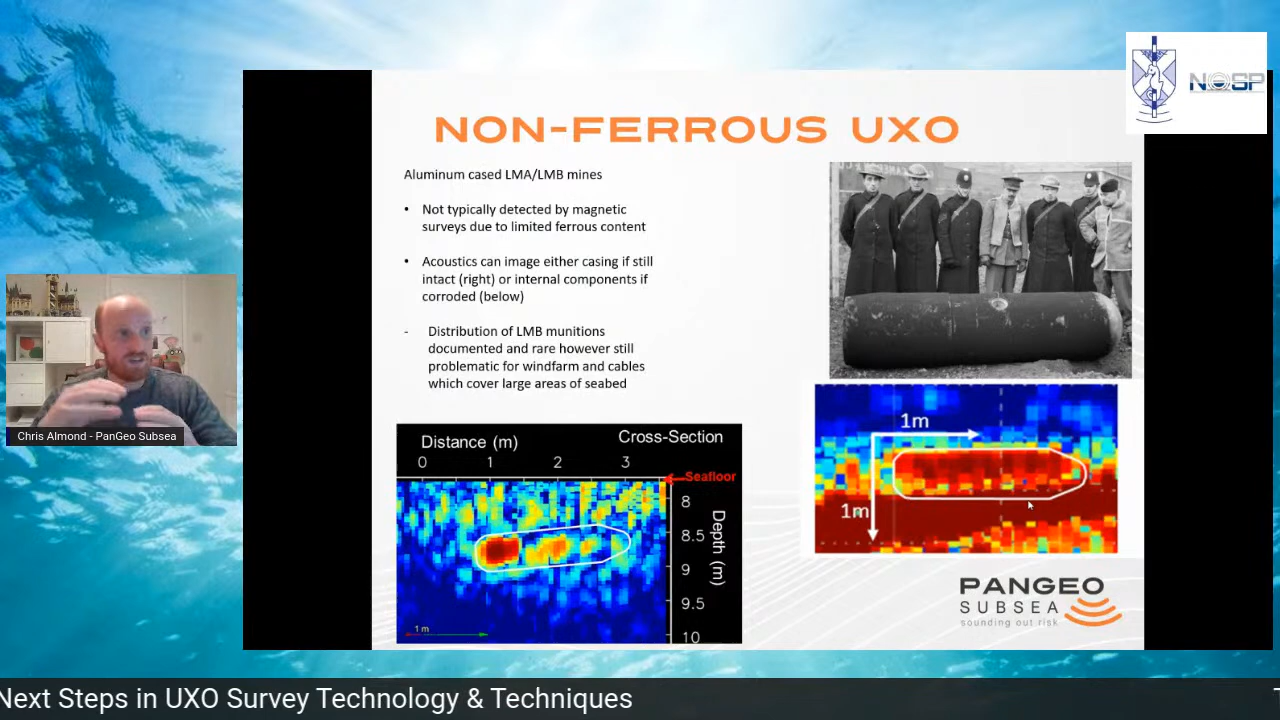 NOSP
NON-FERROUS UXO
Aluminum cased LMA/LMB mines
• Not typically detected by magnetic
surveys due to limited ferrous content
• Acoustics can image either casing if still
intact (right) or internal components if
corroded (below)
- Distribution of LMB munitions
documented and rare however still
problematic for windfarm and cables
which cover large areas of seabed
Chris Almond - PanGeo Subsea
Distance (m)
Cross-Section
0 1 2 3
Seafloor
8
8.5
9
9.5
10
Depth (m)
1 m
1m
1m
PANGEO
SUBSEA
sounding out risk
Next Steps in UXO Survey Technology & Techniques